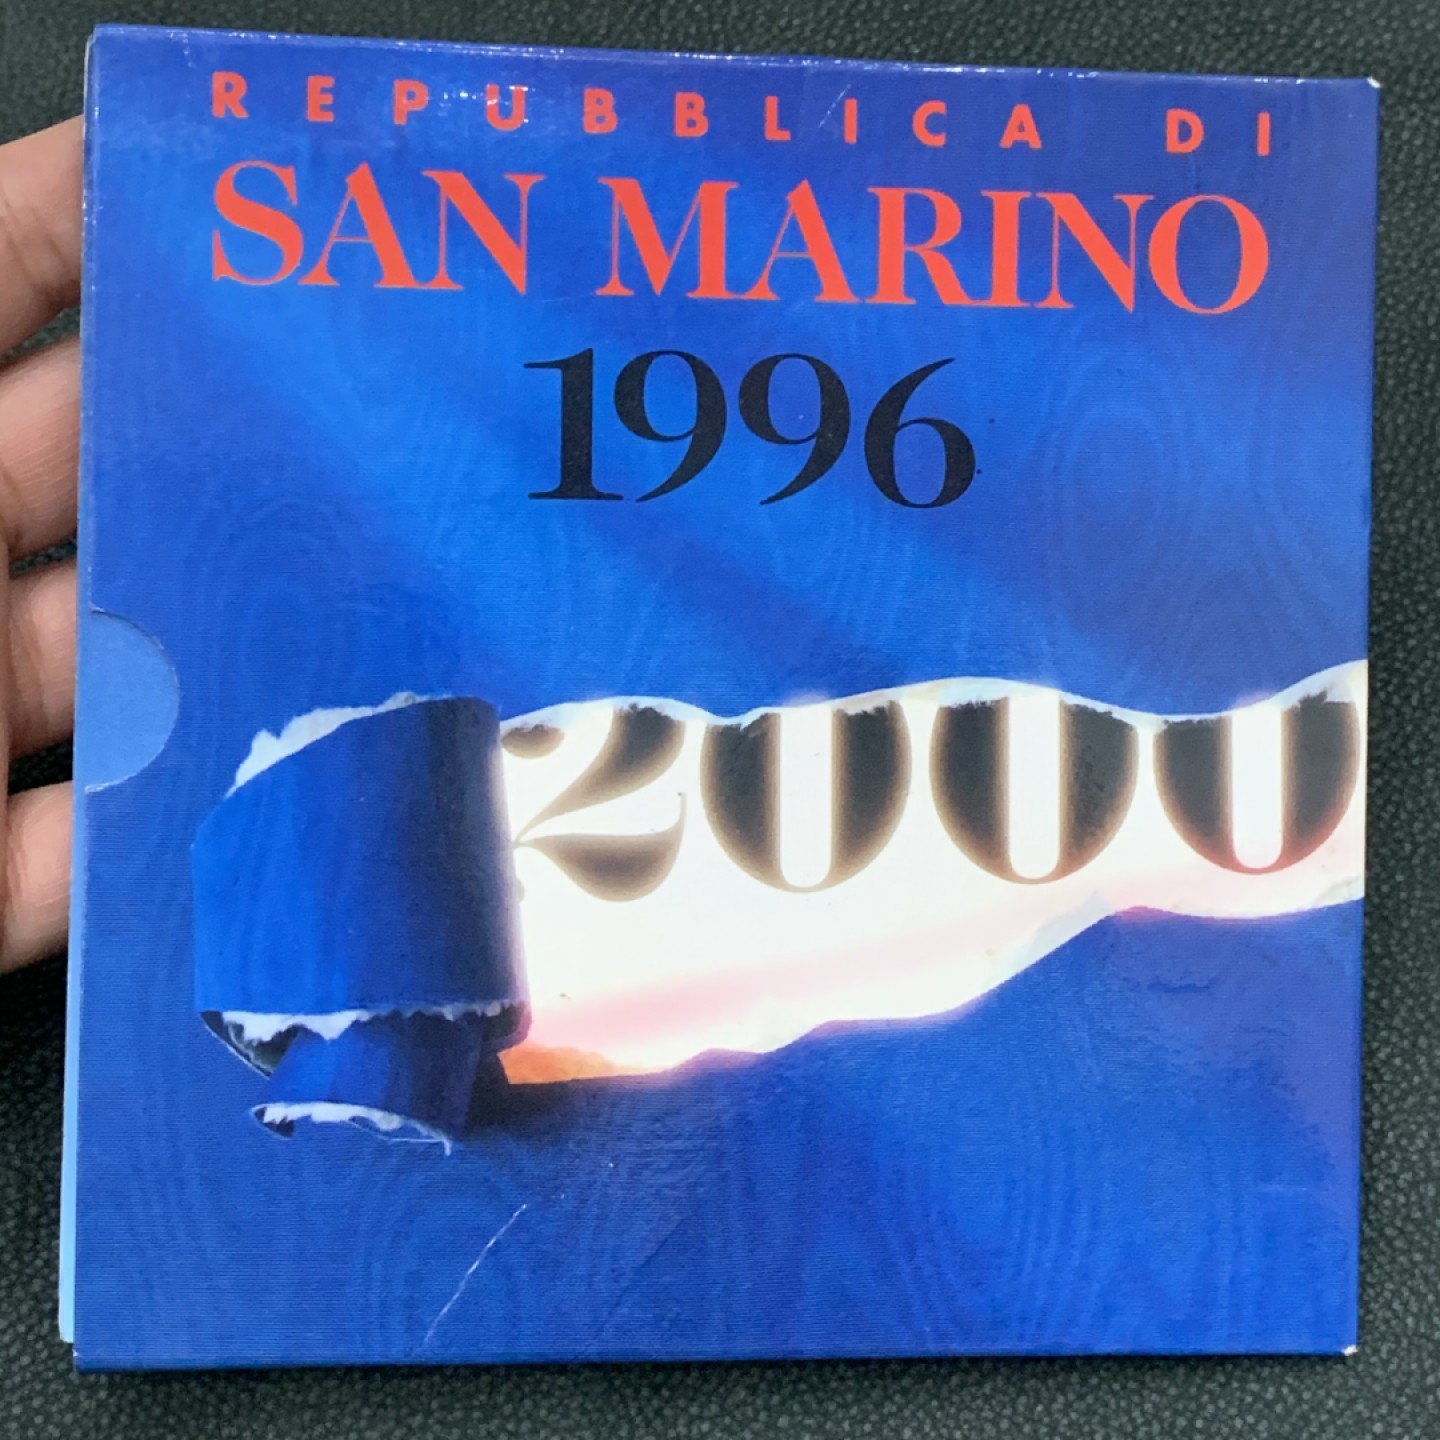 REPUBBLICA DI
SAN MARINO
1996
2000